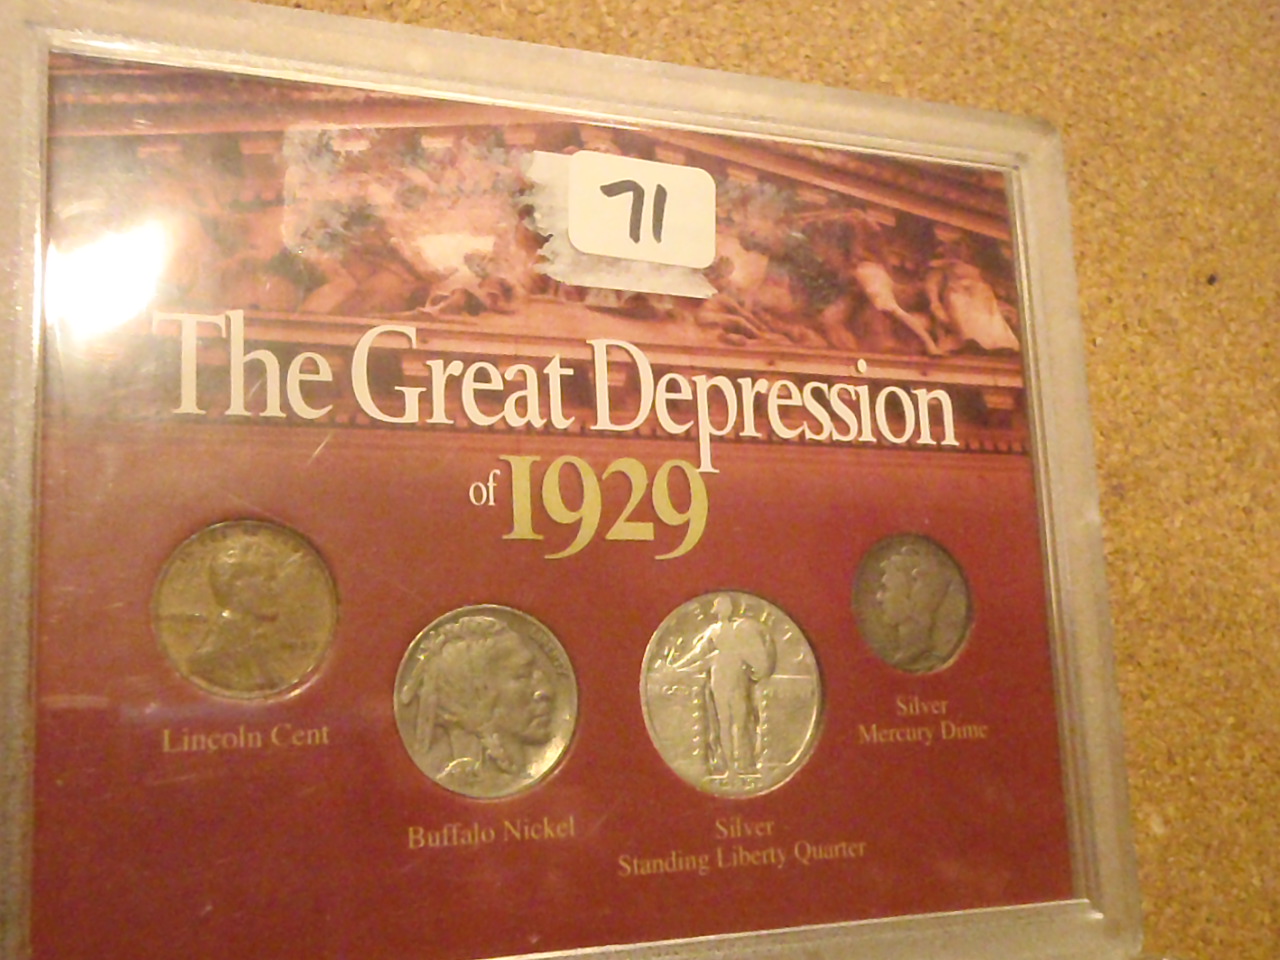 71
The Great Depression
of 1929
Lincoln Cent
Buffalo Nickel
Silver
Standing Liberty Quarter
Silver
Mercury Dime